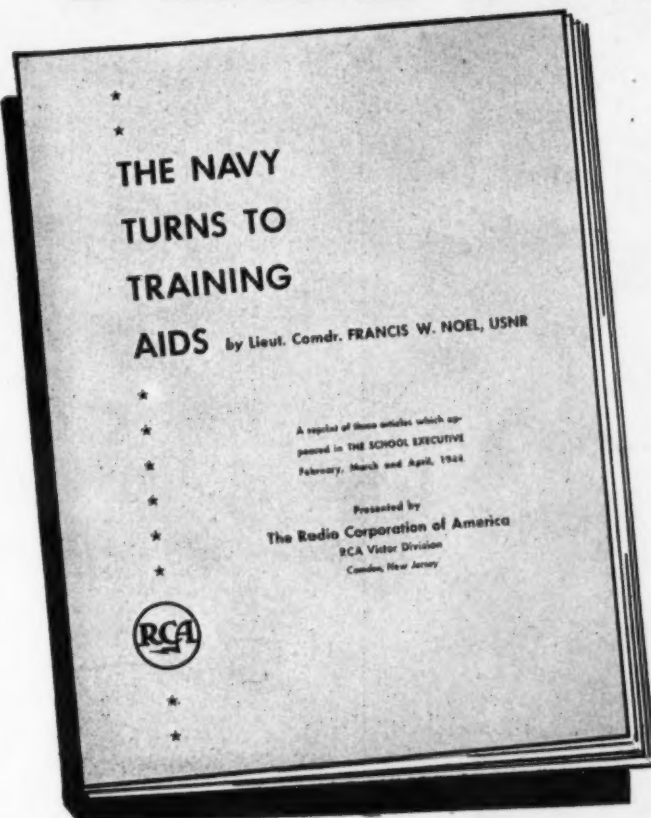 THE NAVY
TURNS TO
TRAINING
AIDS by Lieut. Comdr. FRANCIS W. NOEL, USNR
A reprint of three articles which ap-
peared in THE SCHOOL EXECUTIVE
February, March and April, 1944
Presented by
The Radio Corporation of America
RCA Victor Division
Camden, New Jersey
RCA